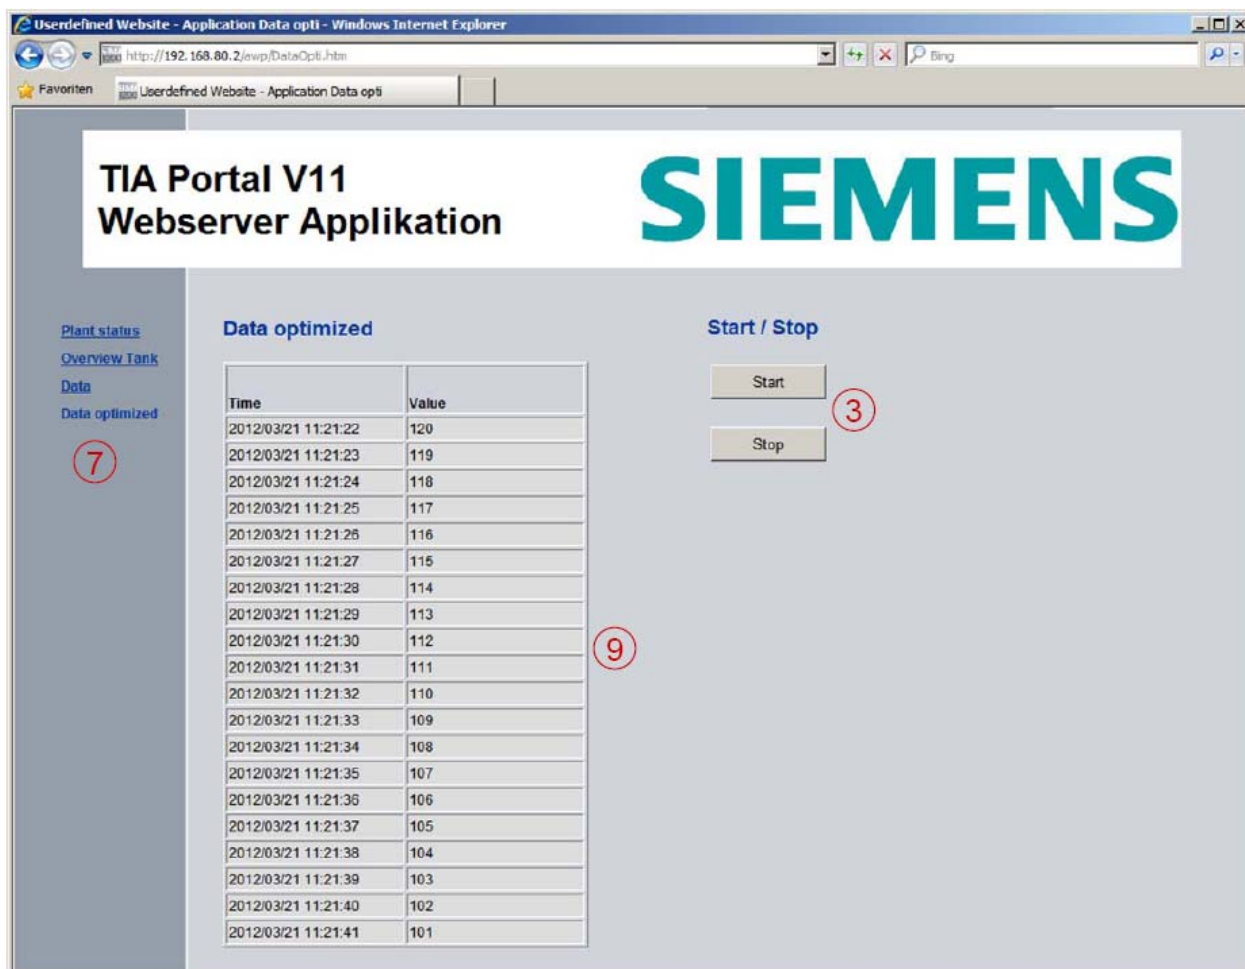 Userdefined Website - Application Data opti - Windows Internet Explorer
http://192.168.80.2/awp/DataOpti.htm
Bing
Favoriten
Userdefined Website - Application Data opti
TIA Portal V11
Webserver Applikation
SIEMENS
Plant status
Overview Tank
Data
Data optimized
7
Data optimized
Time Value
2012/03/21 11:21:22 120
2012/03/21 11:21:23 119
2012/03/21 11:21:24 118
2012/03/21 11:21:25 117
2012/03/21 11:21:26 116
2012/03/21 11:21:27 115
2012/03/21 11:21:28 114
2012/03/21 11:21:29 113
2012/03/21 11:21:30 112
2012/03/21 11:21:31 111
2012/03/21 11:21:32 110
2012/03/21 11:21:33 109
2012/03/21 11:21:34 108
2012/03/21 11:21:35 107
2012/03/21 11:21:36 106
2012/03/21 11:21:37 105
2012/03/21 11:21:38 104
2012/03/21 11:21:39 103
2012/03/21 11:21:40 102
2012/03/21 11:21:41 101
9
Start / Stop
Start
3
Stop